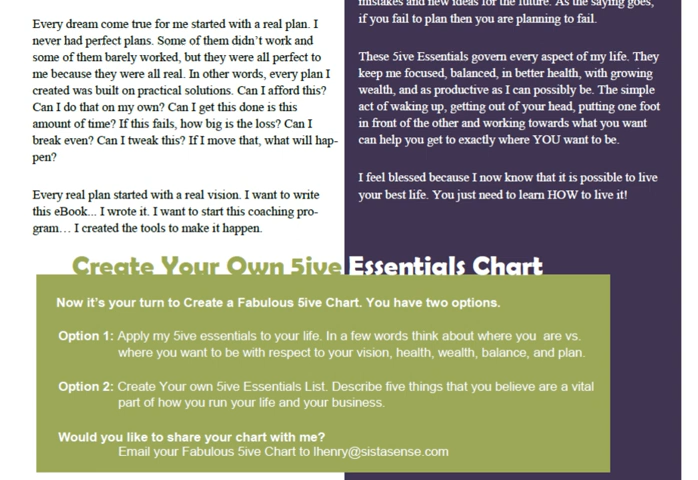 Every dream come true for me started with a real plan. I
never had perfect plans. Some of them didn't work and
some of them barely worked, but they were all perfect to
me because they were all real. In other words, every plan I
created was built on practical solutions. Can I afford this?
Can I do that on my own? Can I get this done is this
amount of time? If this fails, how big is the loss? Can I
break even? Can I tweak this? If I move that, what will hap-
pen?
Every real plan started with a real vision. I want to write
this eBook... I wrote it. I want to start this coaching pro-
gram… I created the tools to make it happen.
mistakes and new ideas for the future. As the saying goes,
if you fail to plan then you are planning to fail.
These 5ive Essentials govern every aspect of my life. They
keep me focused, balanced, in better health, with growing
wealth, and as productive as I can possibly be. The simple
act of waking up, getting out of your head, putting one foot
in front of the other and working towards what you want
can help you get to exactly where YOU want to be.
I feel blessed because I now know that it is possible to live
your best life. You just need to learn HOW to live it!
Create Your Own 5ive Essentials Chart
Now it's your turn to Create a Fabulous 5ive Chart. You have two options.
Option 1: Apply my 5ive essentials to your life. In a few words think about where you are vs.
where you want to be with respect to your vision, health, wealth, balance, and plan.
Option 2: Create Your own 5ive Essentials List. Describe five things that you believe are a vital
part of how you run your life and your business.
Would you like to share your chart with me?
Email your Fabulous 5ive Chart to lhenry@sistasense.com